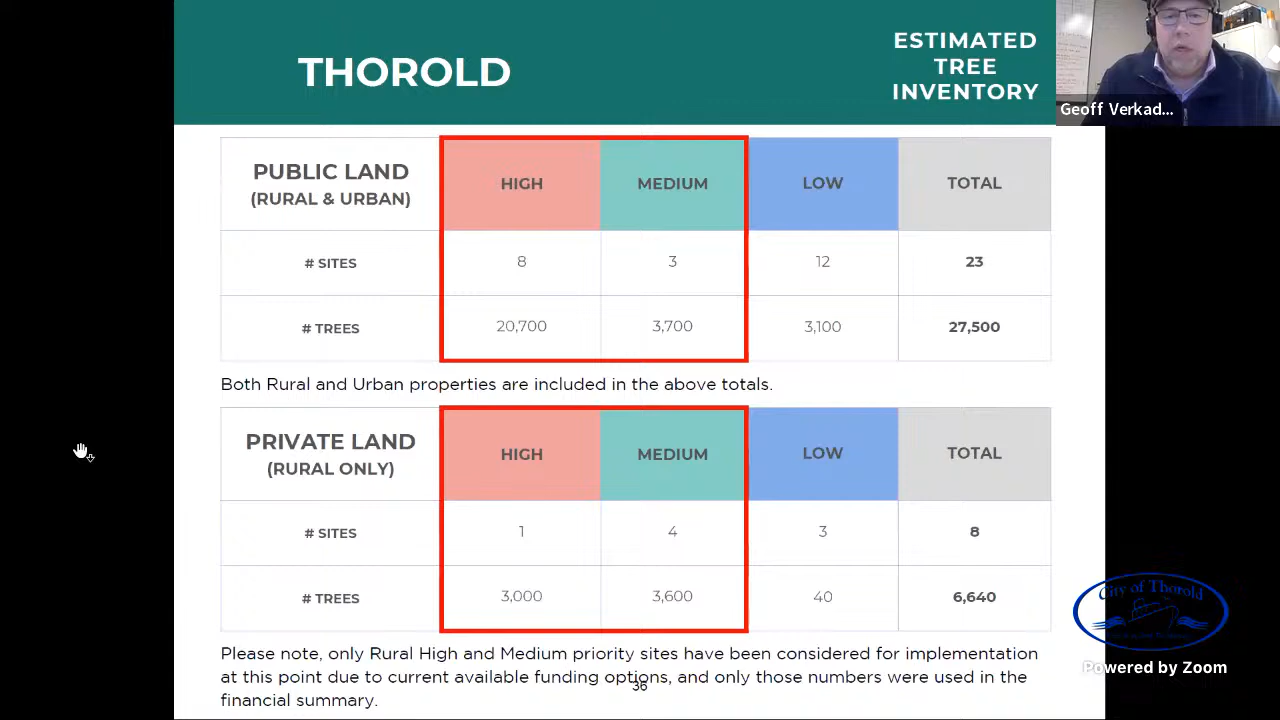 THOROLD
ESTIMATED
TREE
INVENTORY
Geoff Verkad...
PUBLIC LAND
(RURAL & URBAN)
HIGH
MEDIUM
LOW
TOTAL
# SITES
8
3
12
23
# TREES
20,700
3,700
3,100
27,500
Both Rural and Urban properties are included in the above totals.
PRIVATE LAND
(RURAL ONLY)
HIGH
MEDIUM
LOW
TOTAL
# SITES
1
4
3
8
# TREES
3,000
3,600
40
6,640
City of Thorold
Powered by Zoom
Please note, only Rural High and Medium priority sites have been considered for implementation
at this point due to current available funding options, and only those numbers were used in the
financial summary.
36